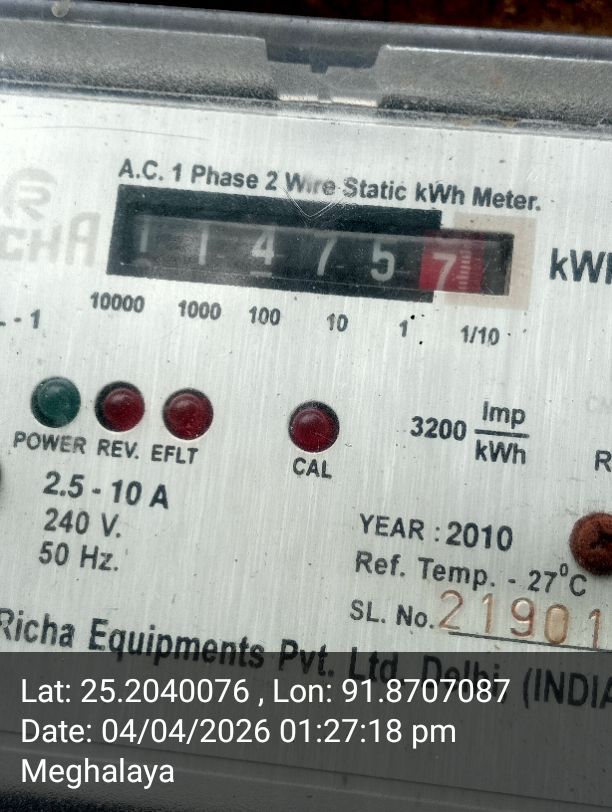 A.C. 1 Phase 2 Wire Static kWh Meter.
1 1 4 7 5 7
10000 1000 100 10 1 1/10
- 1
POWER REV. EFLT
CAL
3200 Imp
kWh
2.5 - 10 A
240 V.
50 Hz.
YEAR : 2010
Ref. Temp. - 27°C
SL. No. 21901
Richa Equipments Pvt. Ltd. Delhi, (INDIA
Lat: 25.2040076 , Lon: 91.8707087
Date: 04/04/2026 01:27:18 pm
Meghalaya